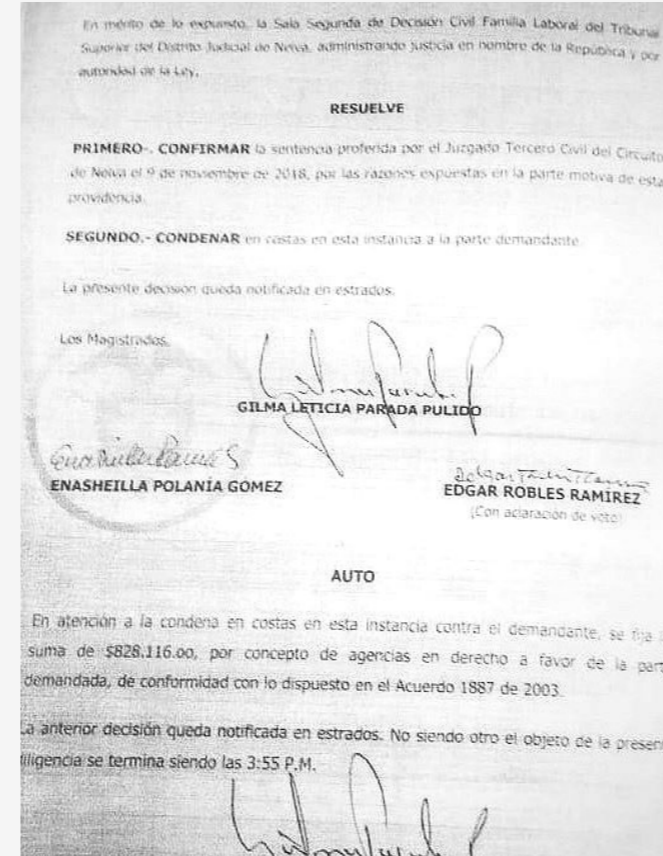 En mérito de lo expuesto, la Sala Segunda de Decisión Civil Familia Laboral del Tribunal
Superior del Distrito Judicial de Neiva, administrando justicia en nombre de la República y por
autoridad de la Ley,
RESUELVE
PRIMERO-. CONFIRMAR la sentencia proferida por el Juzgado Tercero Civil del Circuito
de Neiva el 9 de noviembre de 2018, por las razones expuestas en la parte motiva de esta
providencia.
SEGUNDO.- CONDENAR en costas en esta instancia a la parte demandante.
La presente decisión queda notificada en estrados.
Los Magistrados,
GILMA LETICIA PARADA PULIDO
ENASHEILLA POLANÍA GÓMEZ
EDGAR ROBLES RAMÍREZ
(Con aclaración de voto)
AUTO
En atención a la condena en costas en esta instancia contra el demandante, se fija
suma de $828.116.oo, por concepto de agencias en derecho a favor de la part
demandada, de conformidad con lo dispuesto en el Acuerdo 1887 de 2003.
La anterior decisión queda notificada en estrados. No siendo otro el objeto de la presen
diligencia se termina siendo las 3:55 P.M.